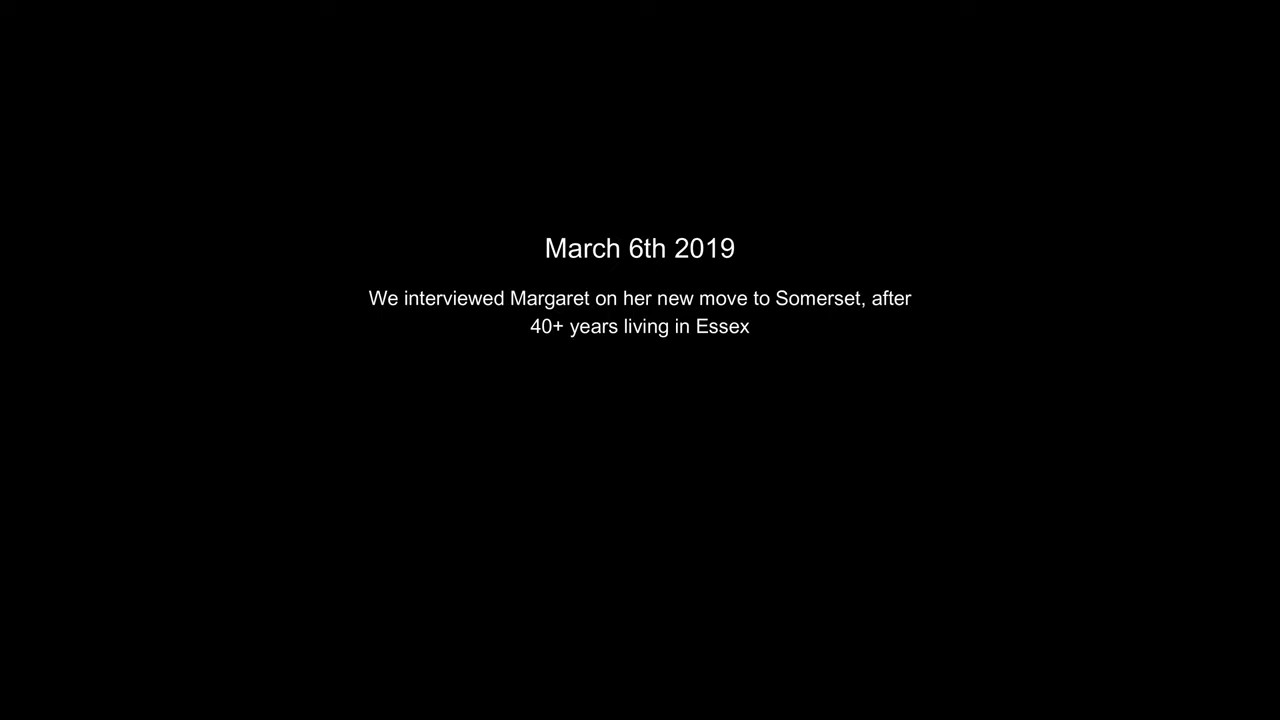 March 6th 2019
We interviewed Margaret on her new move to Somerset, after
40+ years living in Essex